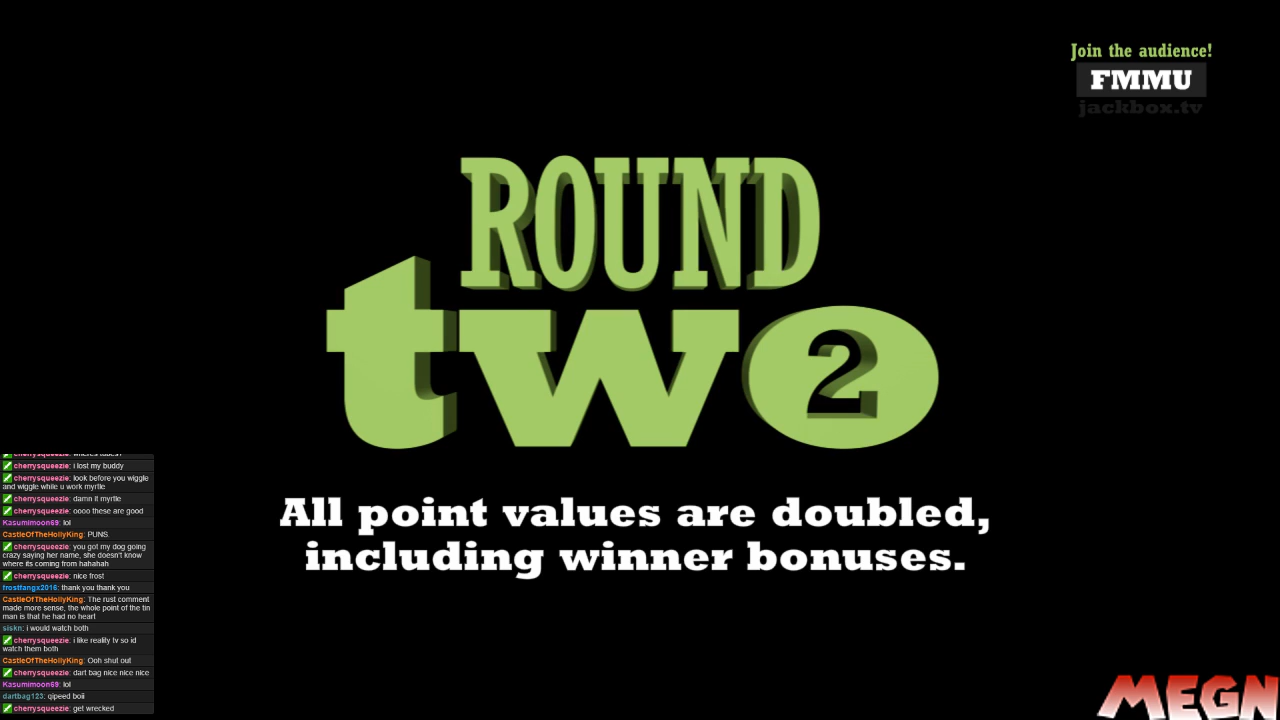 Join the audience!
FMMU
jackbox.tv
ROUND
two
2
All point values are doubled,
including winner bonuses.
cherrysqueezie: wheres tubes?
cherrysqueezie: i lost my buddy
cherrysqueezie: look before you wiggle
and wiggle while u work myrtle
cherrysqueezie: damn it myrtle
cherrysqueezie: oooo these are good
Kasumimoon69: lol
CastleOfTheHollyKing: PUNS.
cherrysqueezie: you got my dog going
crazy saying her name, she doesn't know
where its coming from hahahah
cherrysqueezie: nice frost
frostfangx2016: thank you thank you
CastleOfTheHollyKing: The rust comment
made more sense, the whole point of the tin
man is that he had no heart
siskn: i would watch both
cherrysqueezie: i like reality tv so id
watch them both
CastleOfTheHollyKing: Ooh shut out
cherrysqueezie: dart bag nice nice nice
Kasumimoon69: lol
dartbag123: qipeed boii
cherrysqueezie: get wrecked
MEGN